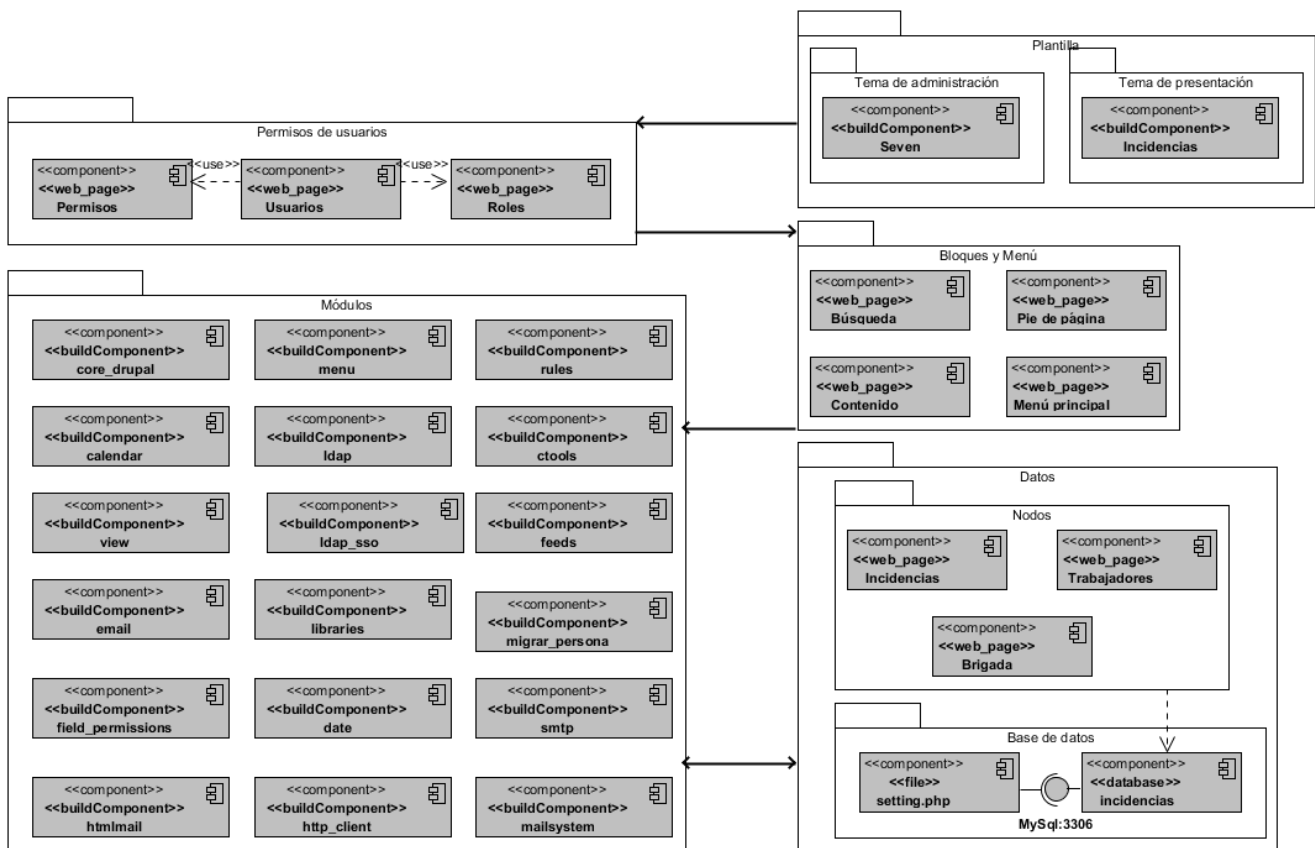 Plantilla
Tema de administración
<<component>>
<<buildComponent>>
Seven
Tema de presentación
<<component>>
<<buildComponent>>
Incidencias
Permisos de usuarios
<<component>>
<<web_page>>
Permisos
<<use>>
<<component>>
<<web_page>>
Usuarios
<<use>>
<<component>>
<<web_page>>
Roles
Bloques y Menú
<<component>>
<<web_page>>
Búsqueda
<<component>>
<<web_page>>
Pie de página
<<component>>
<<web_page>>
Contenido
<<component>>
<<web_page>>
Menú principal
Módulos
<<component>>
<<buildComponent>>
core_drupal
<<component>>
<<buildComponent>>
menu
<<component>>
<<buildComponent>>
rules
<<component>>
<<buildComponent>>
calendar
<<component>>
<<buildComponent>>
ldap
<<component>>
<<buildComponent>>
ctools
<<component>>
<<buildComponent>>
view
<<component>>
<<buildComponent>>
ldap_sso
<<component>>
<<buildComponent>>
feeds
<<component>>
<<buildComponent>>
email
<<component>>
<<buildComponent>>
libraries
<<component>>
<<buildComponent>>
migrar_persona
<<component>>
<<buildComponent>>
field_permissions
<<component>>
<<buildComponent>>
date
<<component>>
<<buildComponent>>
smtp
<<component>>
<<buildComponent>>
htmlmail
<<component>>
<<buildComponent>>
http_client
<<component>>
<<buildComponent>>
mailsystem
Datos
Nodos
<<component>>
<<web_page>>
Incidencias
<<component>>
<<web_page>>
Trabajadores
<<component>>
<<web_page>>
Brigada
Base de datos
<<component>>
<<file>>
setting.php
<<component>>
<<database>>
incidencias
MySql:3306